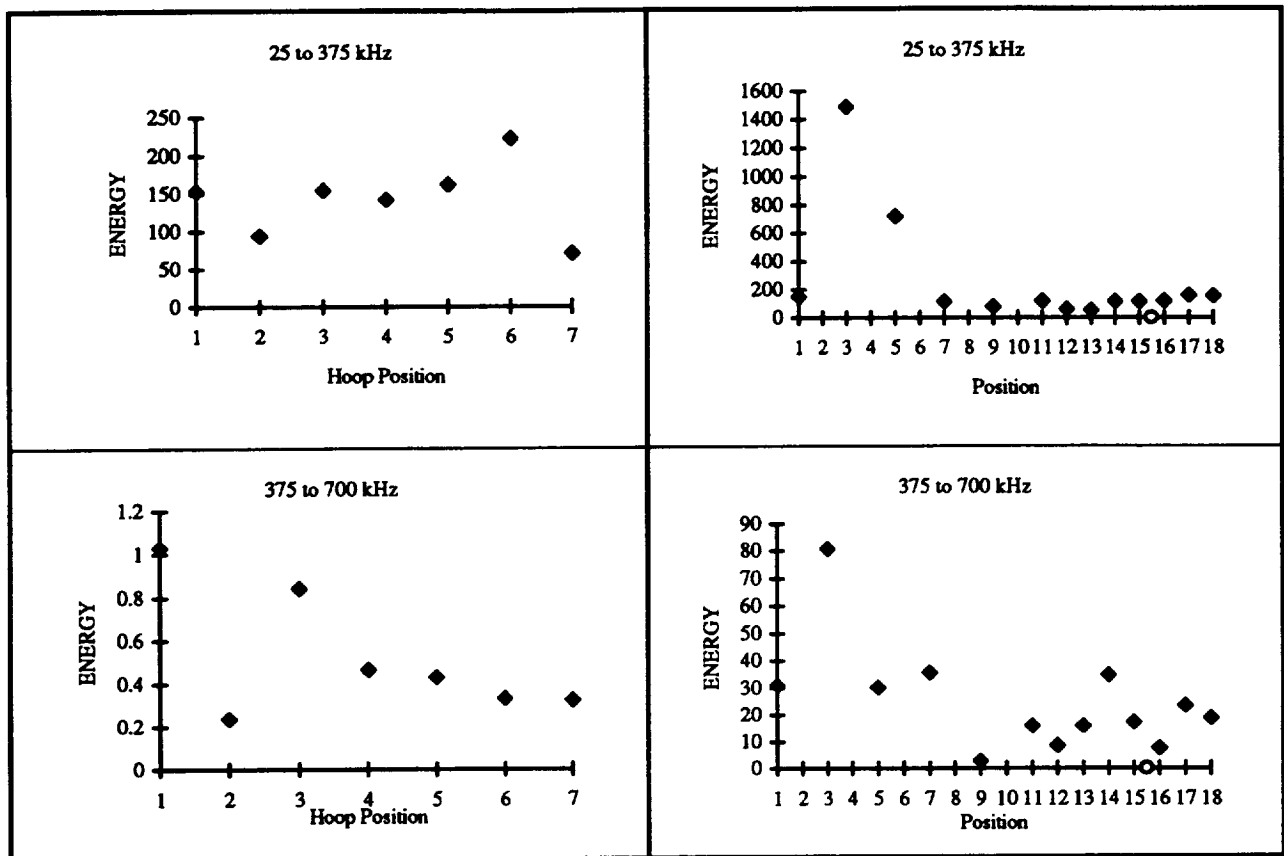 25 to 375 kHz
250
200
150
100
50
0
ENERGY
1 2 3 4 5 6 7
Hoop Position
25 to 375 kHz
1600
1400
1200
1000
800
600
400
200
0
ENERGY
1 2 3 4 5 6 7 8 9 10 11 12 13 14 15 16 17 18
Position
375 to 700 kHz
1.2
1
0.8
0.6
0.4
0.2
0
ENERGY
1 2 3 4 5 6 7
Hoop Position
375 to 700 kHz
90
80
70
60
50
40
30
20
10
0
ENERGY
1 2 3 4 5 6 7 8 9 10 11 12 13 14 15 16 17 18
Position